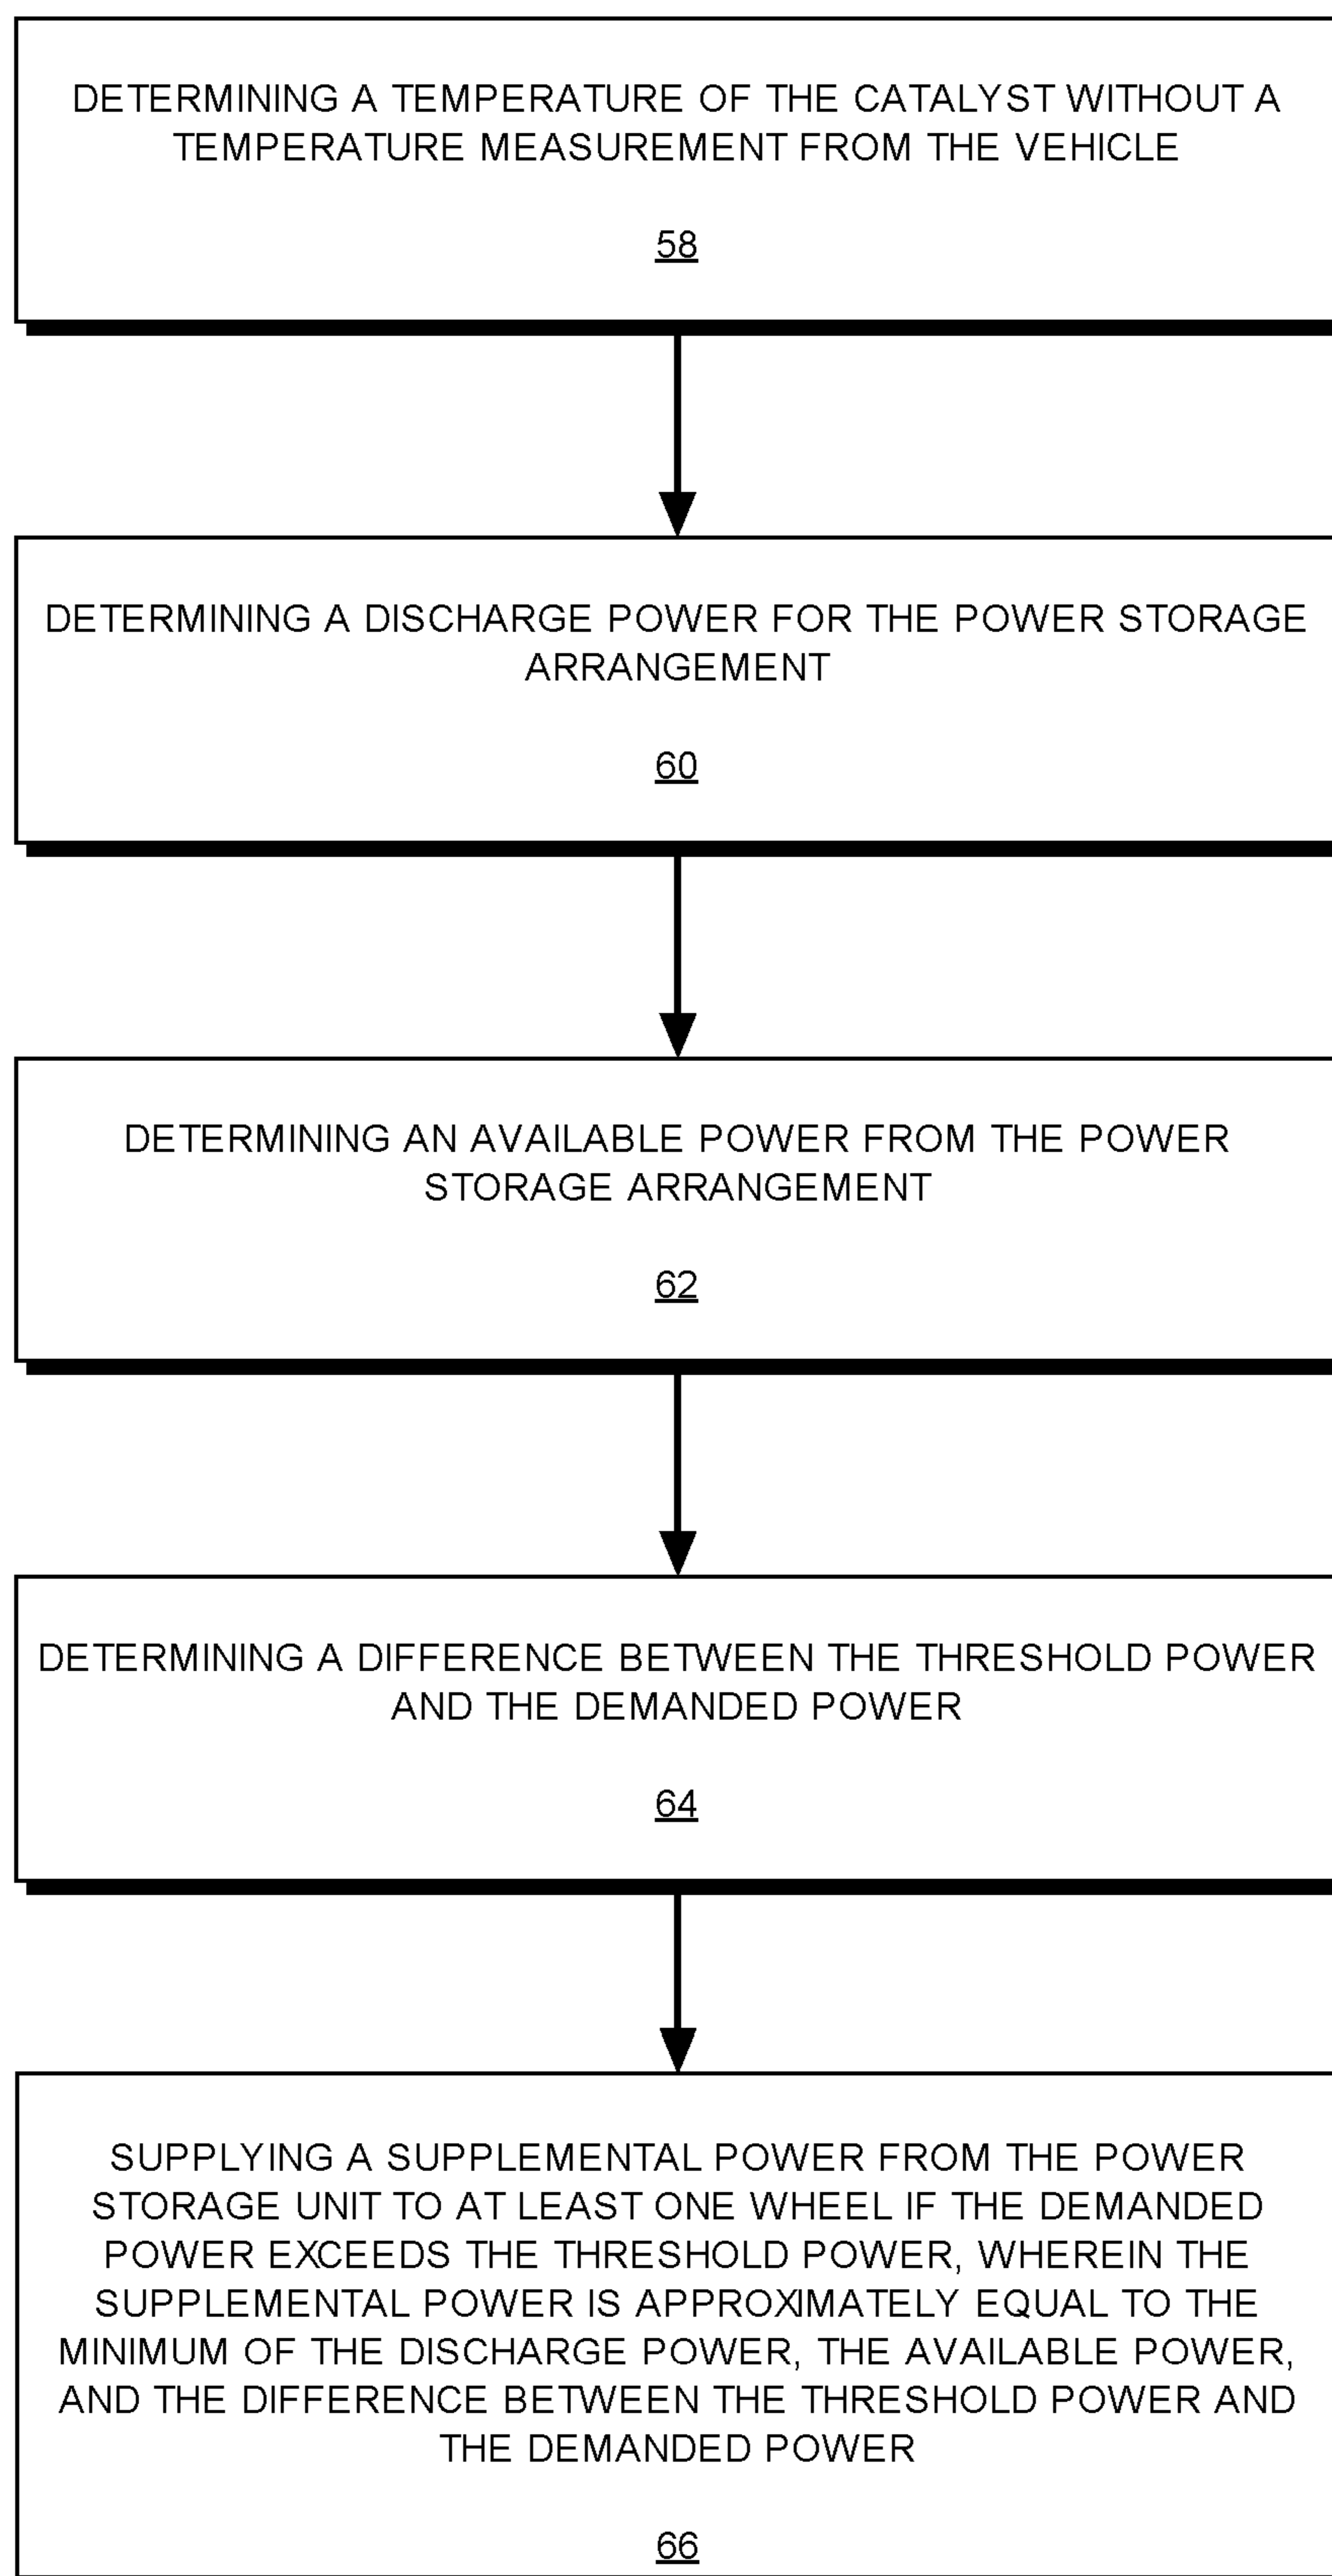 DETERMINING A TEMPERATURE OF THE CATALYST WITHOUT A
TEMPERATURE MEASUREMENT FROM THE VEHICLE
58
DETERMINING A DISCHARGE POWER FOR THE POWER STORAGE
ARRANGEMENT
60
DETERMINING AN AVAILABLE POWER FROM THE POWER
STORAGE ARRANGEMENT
62
DETERMINING A DIFFERENCE BETWEEN THE THRESHOLD POWER
AND THE DEMANDED POWER
64
SUPPLYING A SUPPLEMENTAL POWER FROM THE POWER
STORAGE UNIT TO AT LEAST ONE WHEEL IF THE DEMANDED
POWER EXCEEDS THE THRESHOLD POWER, WHEREIN THE
SUPPLEMENTAL POWER IS APPROXIMATELY EQUAL TO THE
MINIMUM OF THE DISCHARGE POWER, THE AVAILABLE POWER,
AND THE DIFFERENCE BETWEEN THE THRESHOLD POWER AND
THE DEMANDED POWER
66